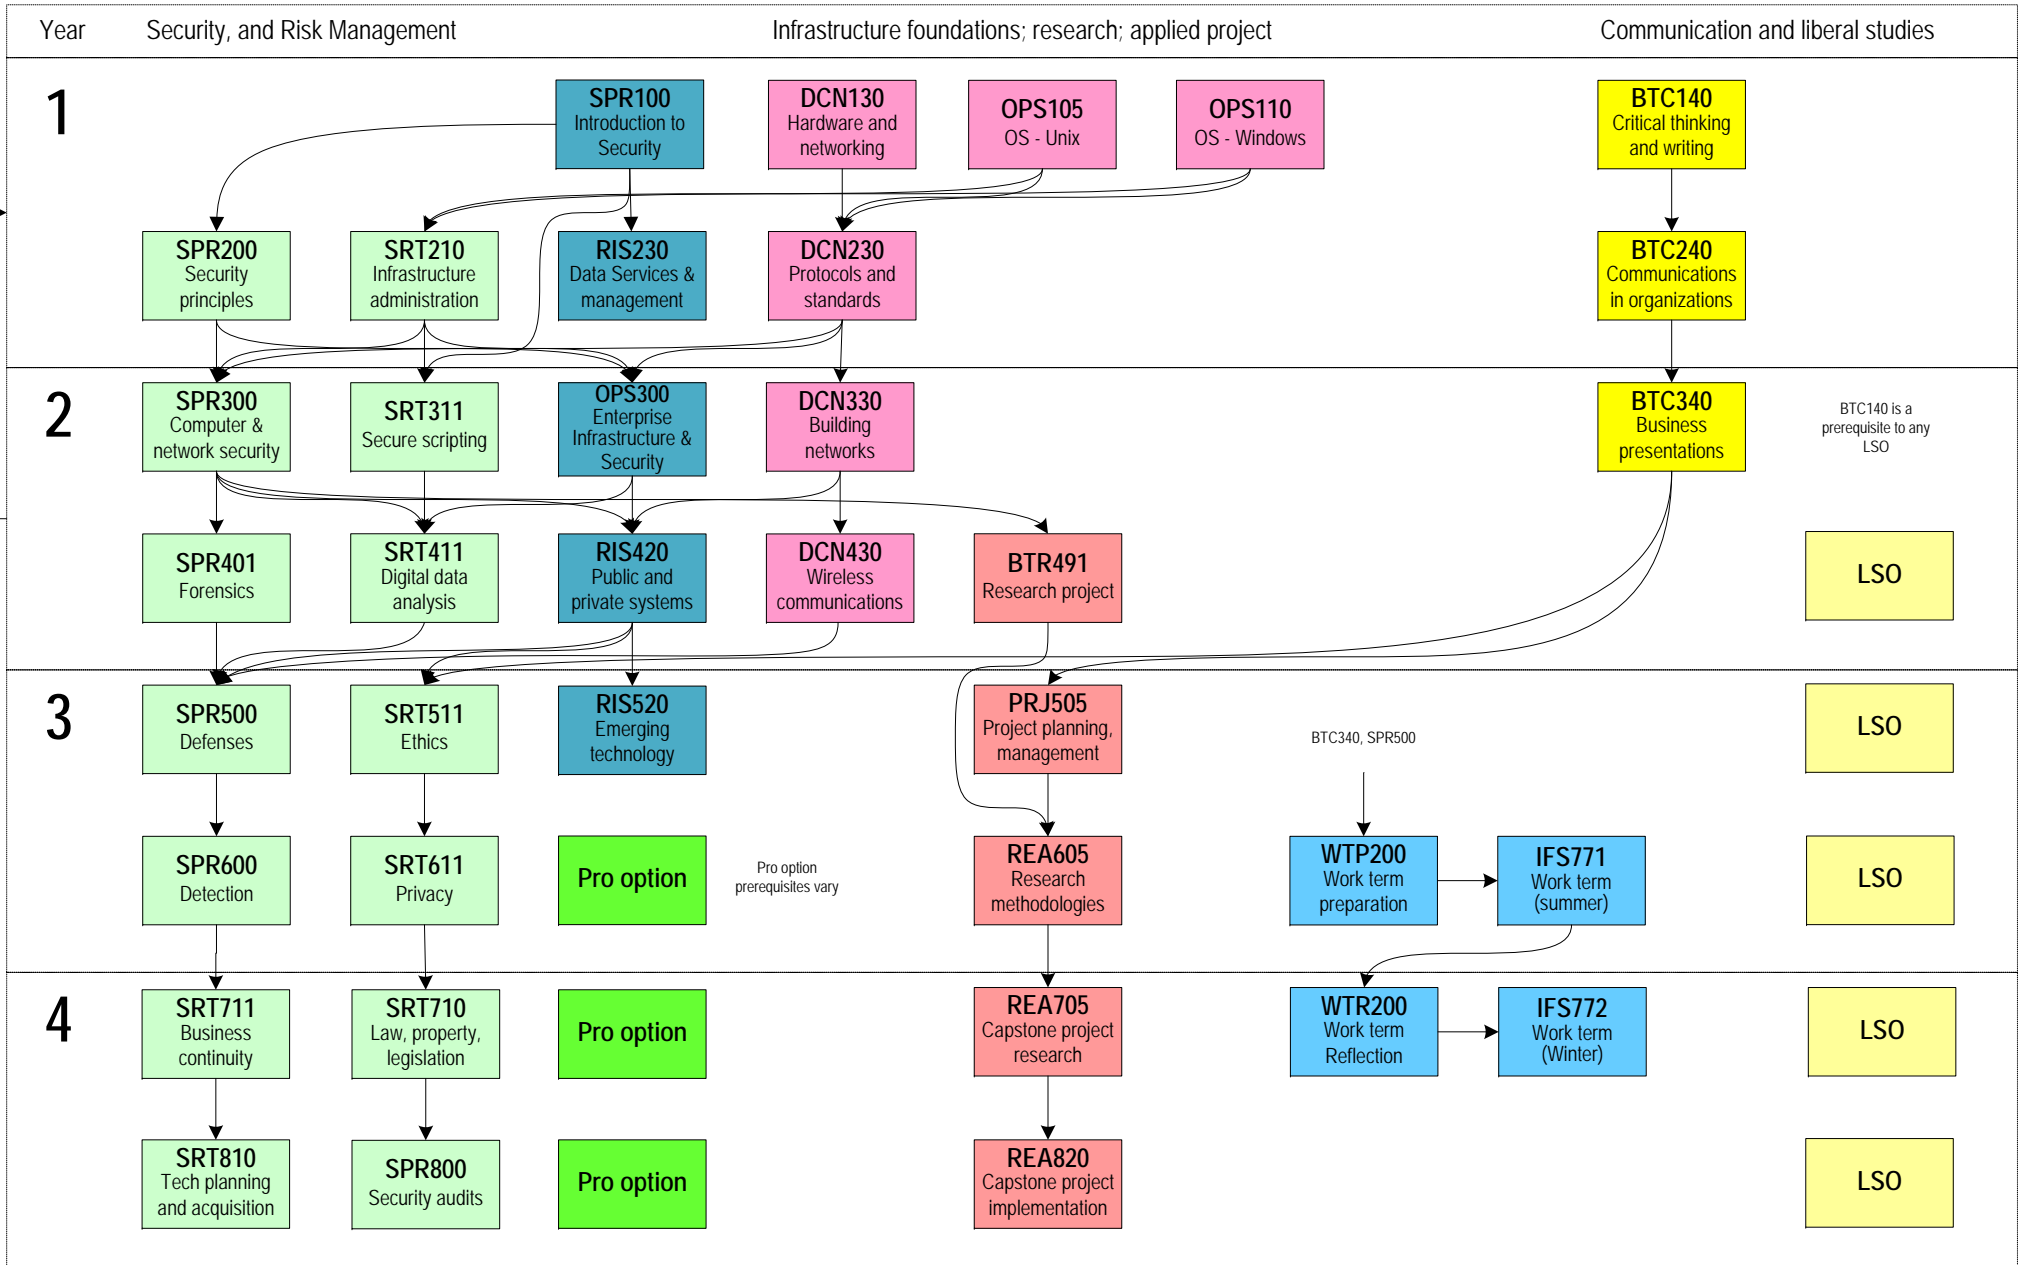 Year
Security, and Risk Management
Infrastructure foundations; research; applied project
Communication and liberal studies
1
SPR100
Introduction to
Security
DCN130
Hardware and
networking
OPS105
OS - Unix
OPS110
OS - Windows
BTC140
Critical thinking
and writing
SPR200
Security
principles
SRT210
Infrastructure
administration
RIS230
Data Services &
management
DCN230
Protocols and
standards
BTC240
Communications
in organizations
2
SPR300
Computer &
network security
SRT311
Secure scripting
OPS300
Enterprise
Infrastructure &
Security
DCN330
Building
networks
BTC340
Business
presentations
BTC140 is a
prerequisite to any
LSO
SPR401
Forensics
SRT411
Digital data
analysis
RIS420
Public and
private systems
DCN430
Wireless
communications
BTR491
Research project
LSO
3
SPR500
Defenses
SRT511
Ethics
RIS520
Emerging
technology
PRJ505
Project planning,
management
BTC340, SPR500
LSO
SPR600
Detection
SRT611
Privacy
Pro option
Pro option
prerequisites vary
REA605
Research
methodologies
WTP200
Work term
preparation
IFS771
Work term
(summer)
LSO
4
SRT711
Business
continuity
SRT710
Law, property,
legislation
Pro option
REA705
Capstone project
research
WTR200
Work term
Reflection
IFS772
Work term
(Winter)
LSO
SRT810
Tech planning
and acquisition
SPR800
Security audits
Pro option
REA820
Capstone project
implementation
LSO